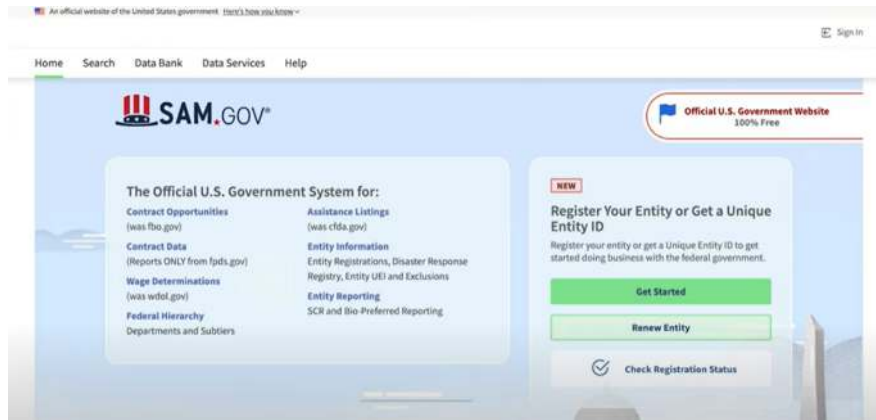 An official website of the United States government Here's how you know
Sign In
Home Search Data Bank Data Services Help
SAM.GOV®
Official U.S. Government Website
100% Free
The Official U.S. Government System for:
Contract Opportunities
(was fbo.gov)
Contract Data
(Reports ONLY from fpds.gov)
Wage Determinations
(was wdol.gov)
Federal Hierarchy
Departments and Subtiers
Assistance Listings
(was cfda.gov)
Entity Information
Entity Registrations, Disaster Response
Registry, Entity UEI and Exclusions
Entity Reporting
SCR and Bio-Preferred Reporting
NEW
Register Your Entity or Get a Unique
Entity ID
Register your entity or get a Unique Entity ID to get
started doing business with the federal government.
Get Started
Renew Entity
Check Registration Status